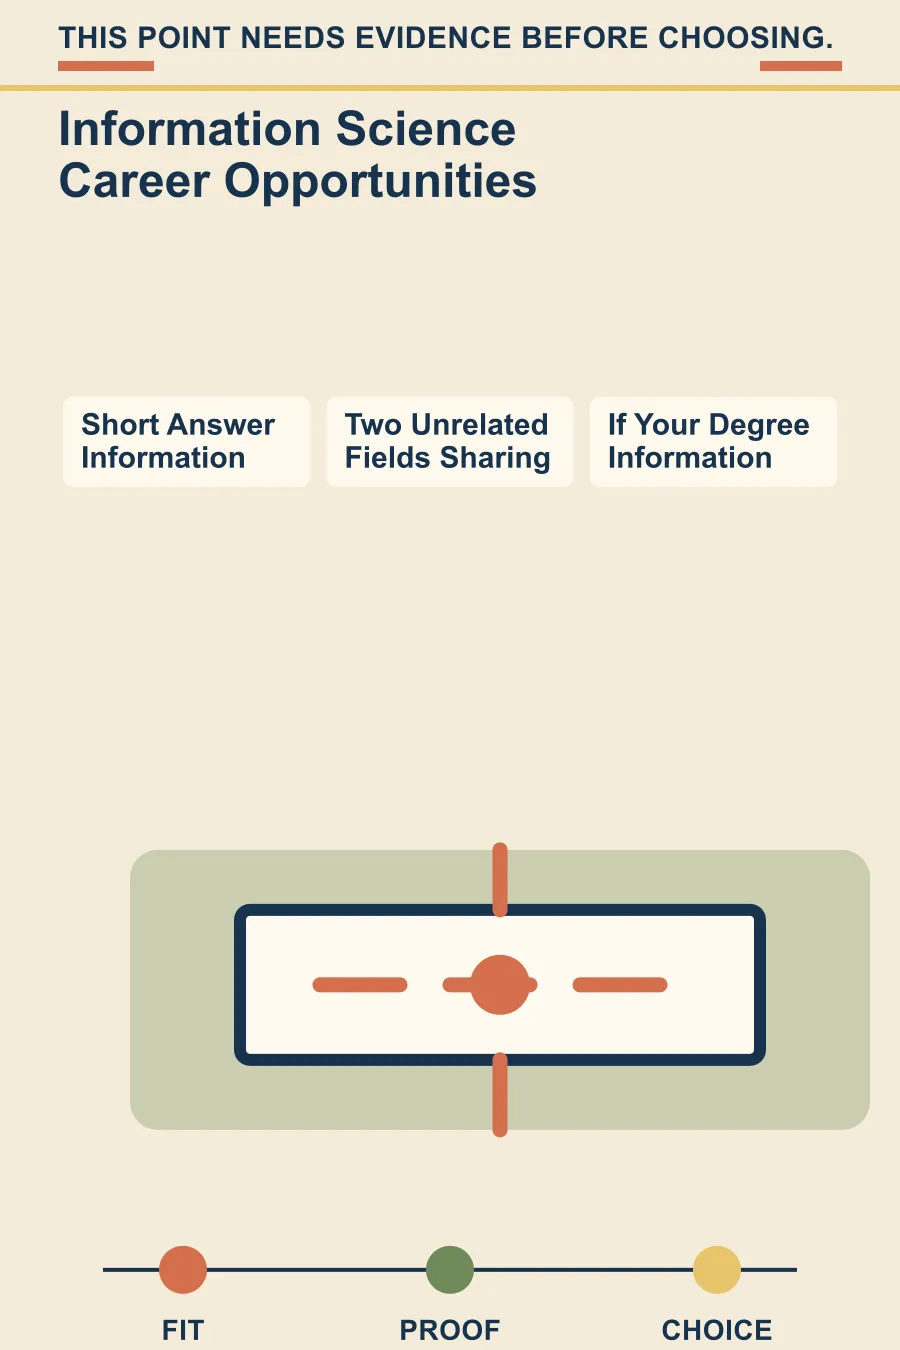 THIS POINT NEEDS EVIDENCE BEFORE CHOOSING.
Information Science
Career Opportunities
Short Answer
Information
Two Unrelated
Fields Sharing
If Your Degree
Information
FIT
PROOF
CHOICE